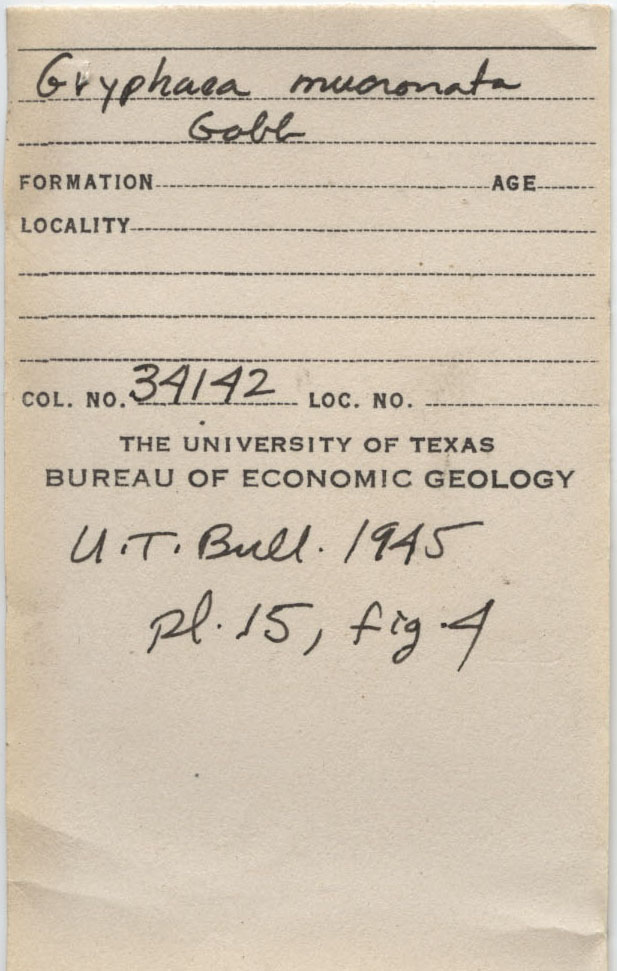 Gryphaea mucronata
Gabb
FORMATION AGE
LOCALITY
COL. NO. 34142 LOC. NO.
THE UNIVERSITY OF TEXAS
BUREAU OF ECONOMIC GEOLOGY
U.T. Bull. 1945
pl. 15, fig. 4